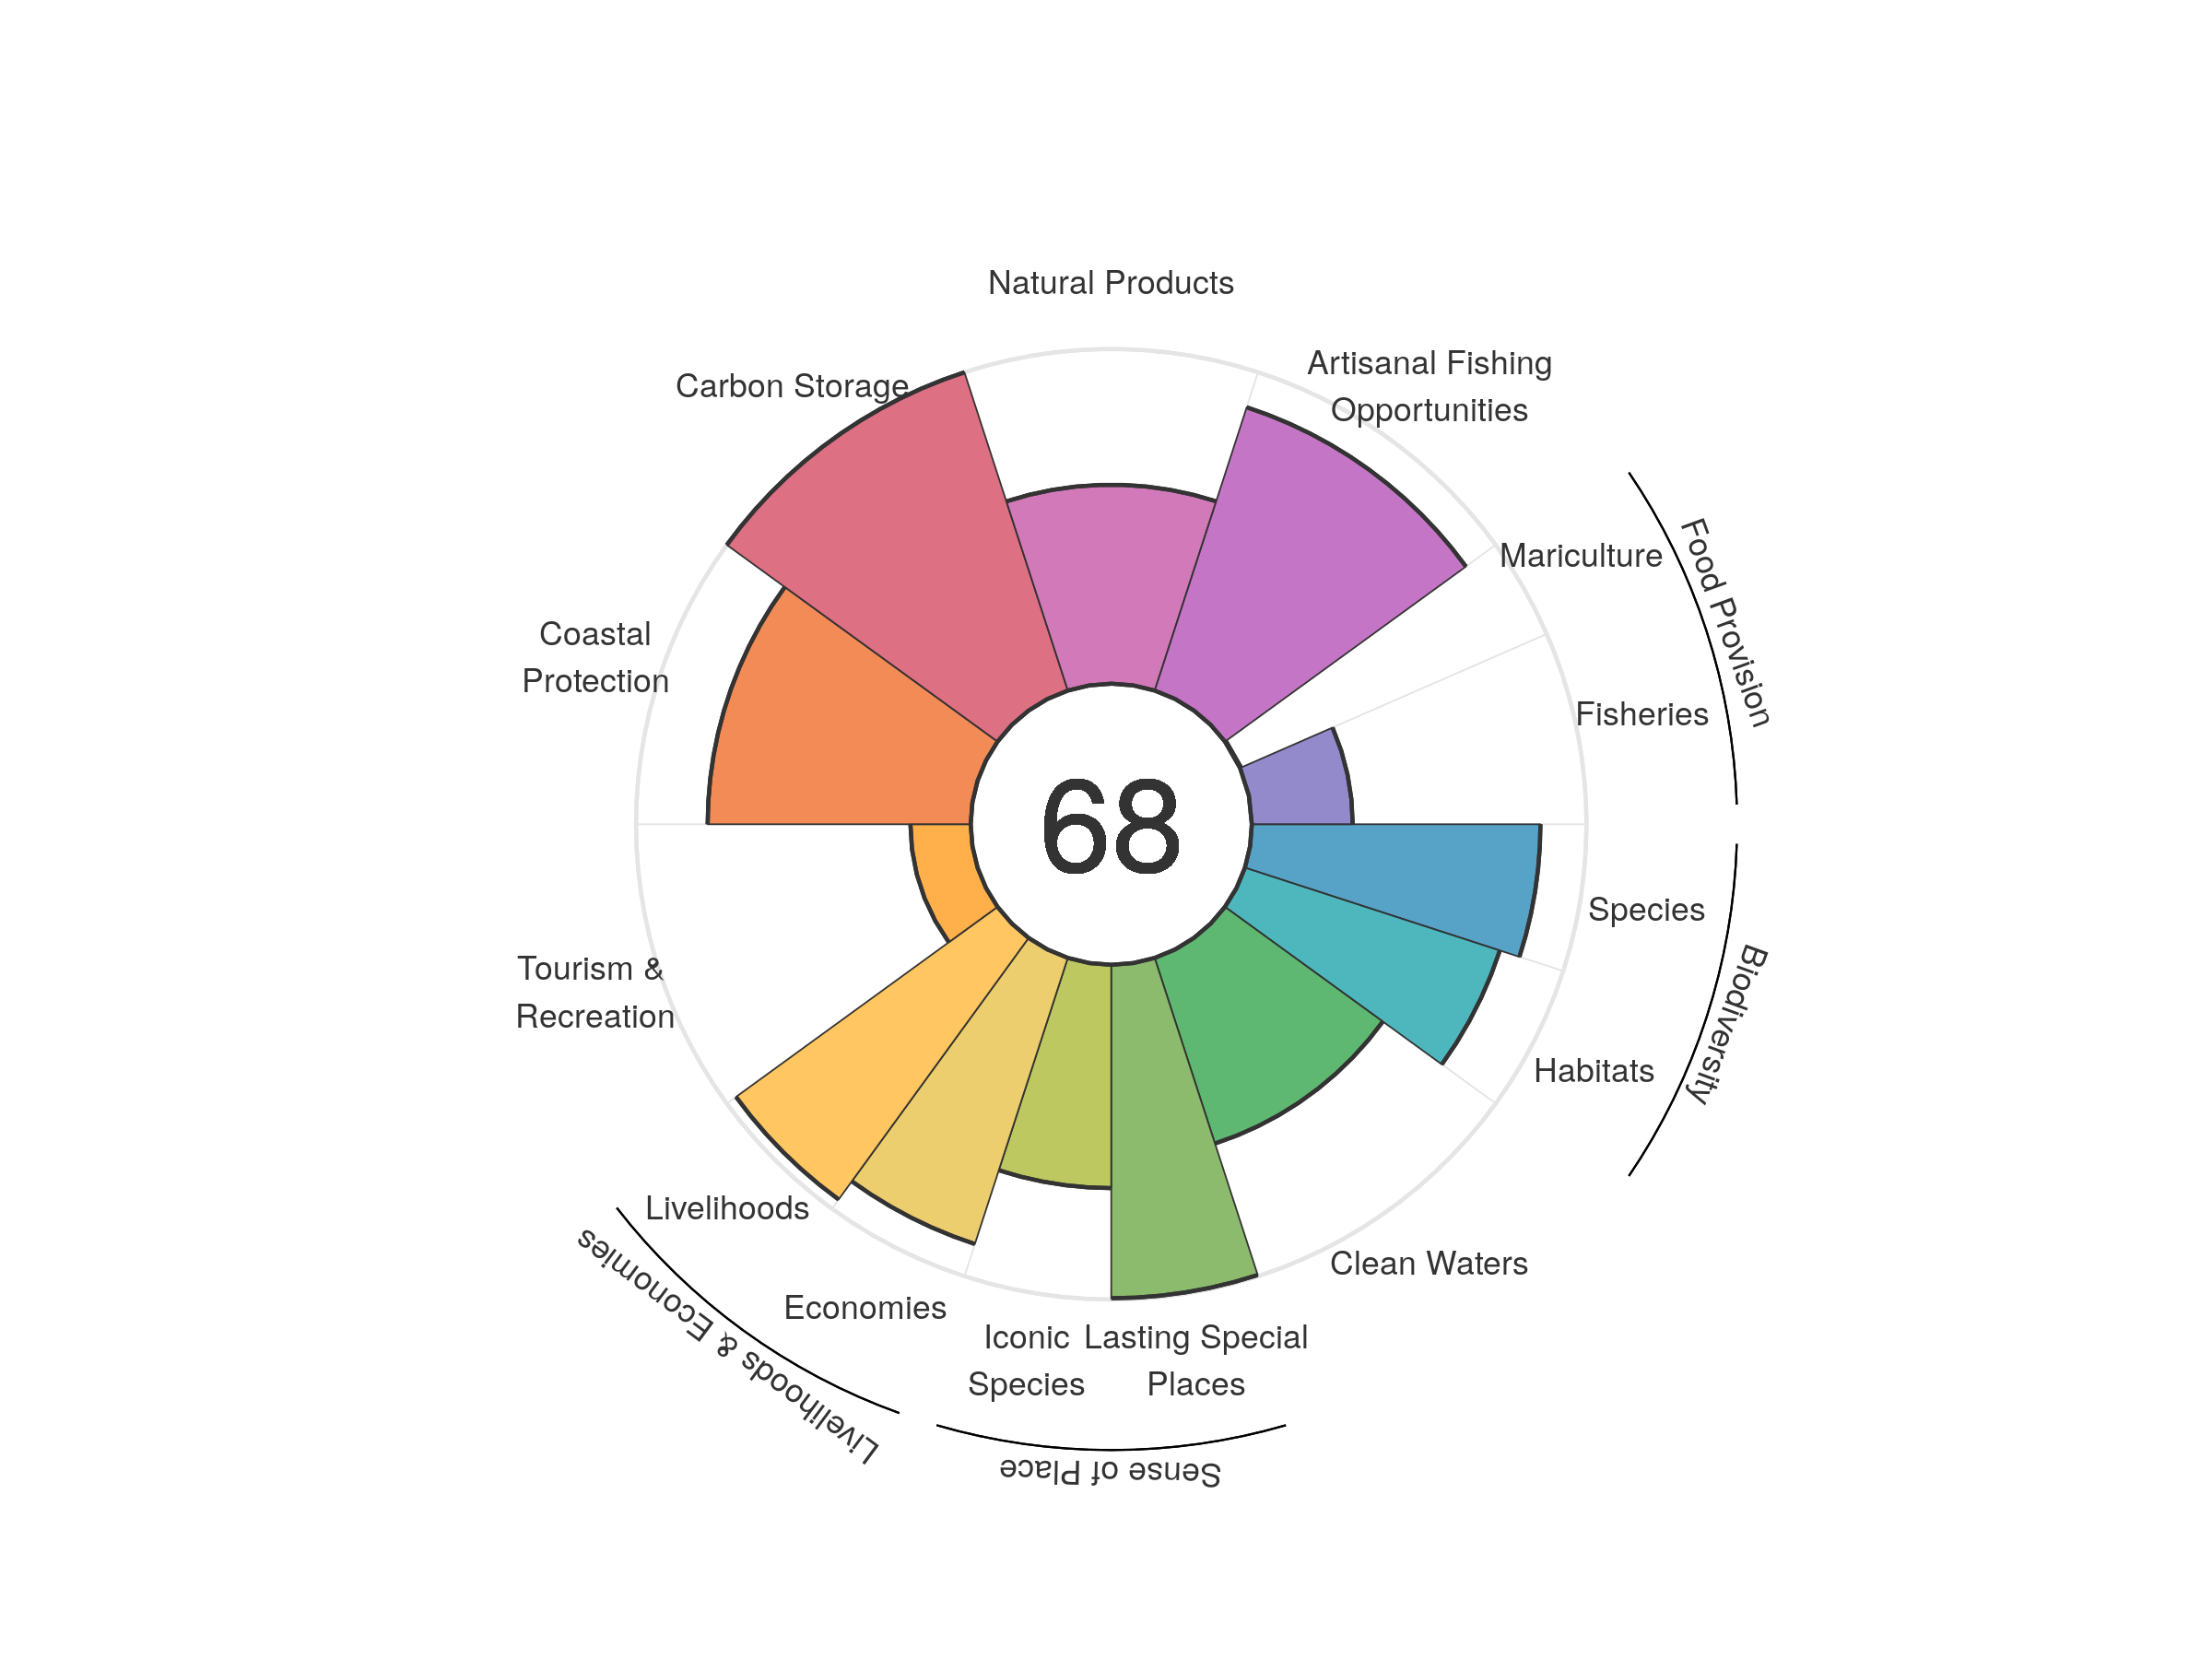 Natural Products
Artisanal Fishing
Opportunities
Carbon Storage
Mariculture
Food Provision
Coastal
Protection
Fisheries
68
Species
Biodiversity
Tourism &
Recreation
Habitats
Livelihoods
Clean Waters
Livelihoods & Economies
Economies
Iconic
Species
Lasting Special
Places
Sense of Place